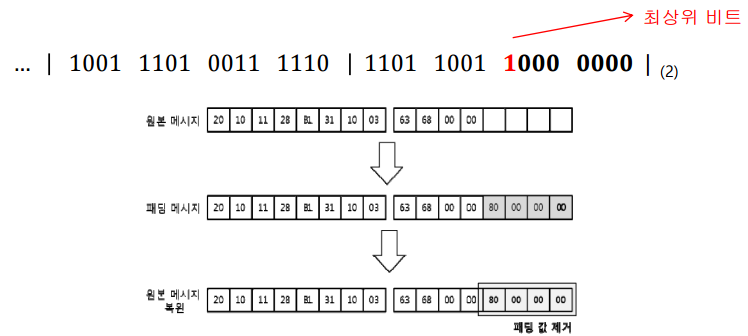 최상위 비트
... | 1001 1101 0011 1110 | 1101 1001 1000 0000 | (2)
원본 메시지 20 10 11 28 B1 31 10 03 63 68 00 00
패딩 메시지 20 10 11 28 B1 31 10 03 63 68 00 00 80 00 00 00
원본 메시지 복원 20 10 11 28 B1 31 10 03 63 68 00 00 80 00 00 00
패딩 값 제거